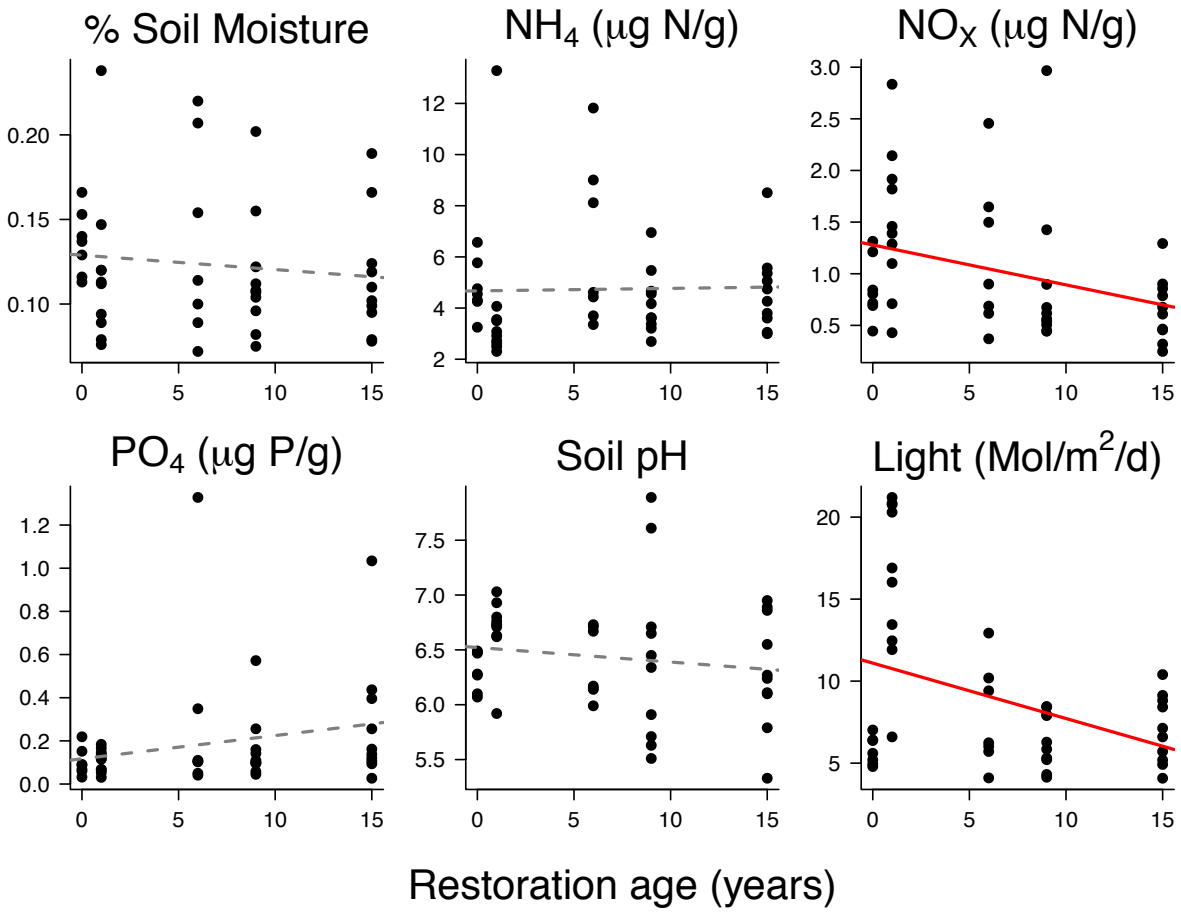 % Soil Moisture
NH₄ (μg N/g)
NOₓ (μg N/g)
0.20
0.15
0.10
0 5 10 15
12
10
8
6
4
2
0 5 10 15
3.0
2.5
2.0
1.5
1.0
0.5
0 5 10 15
PO₄ (μg P/g)
Soil pH
Light (Mol/m²/d)
1.2
1.0
0.8
0.6
0.4
0.2
0.0
0 5 10 15
7.5
7.0
6.5
6.0
5.5
0 5 10 15
20
15
10
5
0 5 10 15
Restoration age (years)